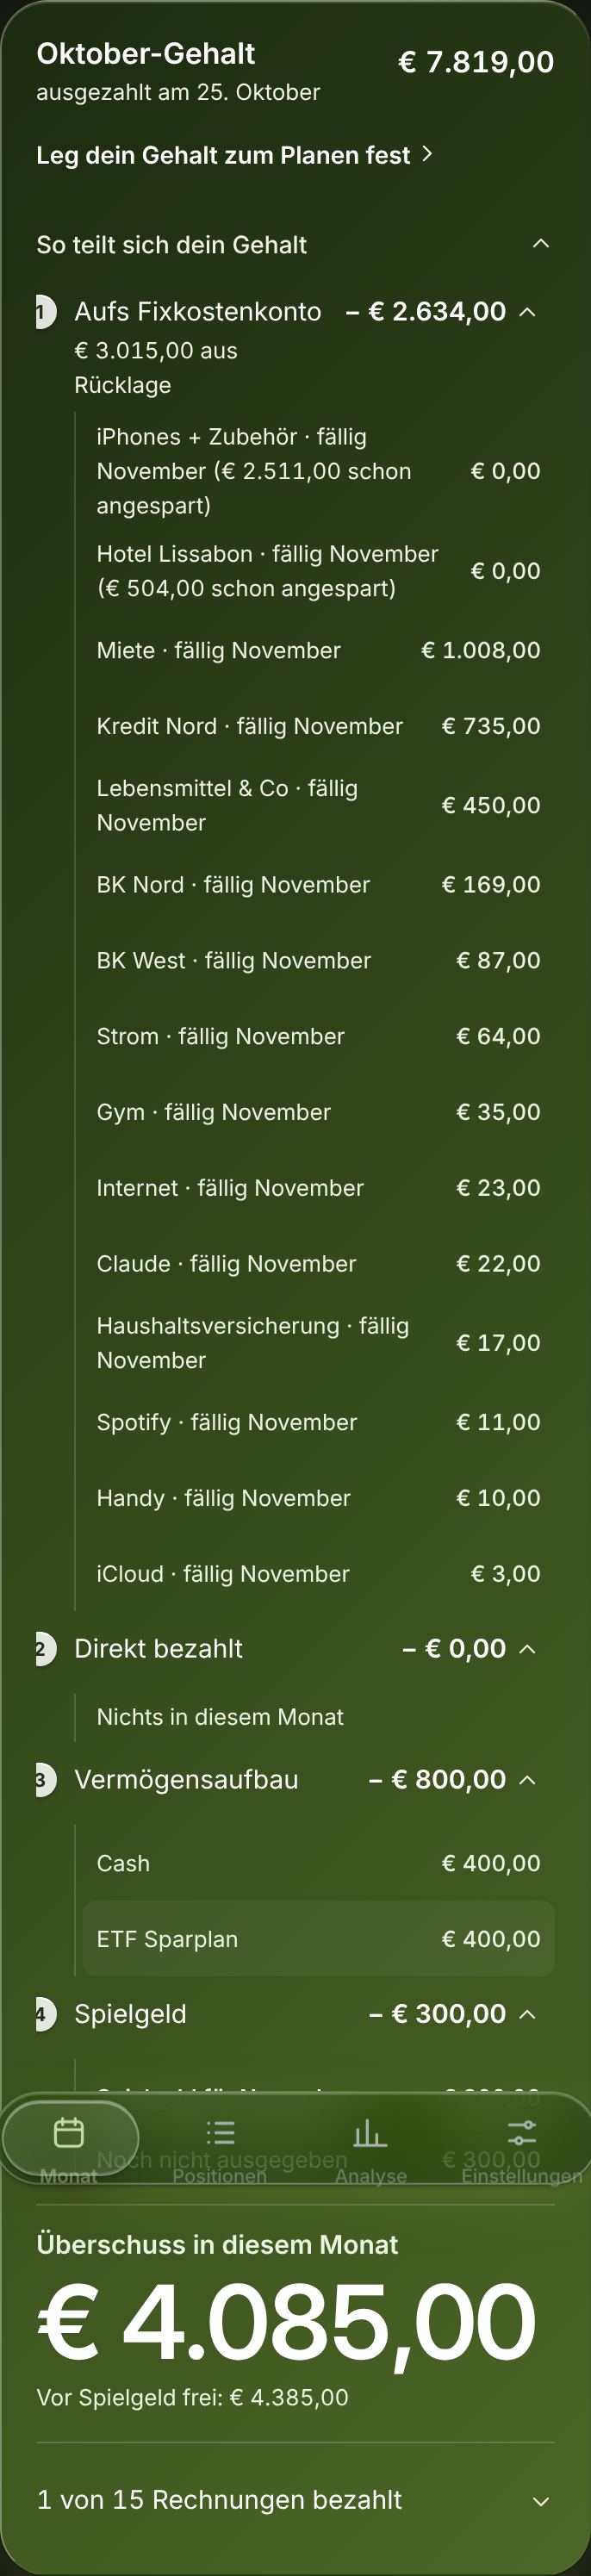 Oktober-Gehalt
€ 7.819,00
ausgezahlt am 25. Oktober
Leg dein Gehalt zum Planen fest
So teilt sich dein Gehalt
1 Aufs Fixkostenkonto – € 2.634,00
€ 3.015,00 aus
Rücklage
iPhones + Zubehör · fällig
November (€ 2.511,00 schon
angespart)
€ 0,00
Hotel Lissabon · fällig November
(€ 504,00 schon angespart)
€ 0,00
Miete · fällig November € 1.008,00
Kredit Nord · fällig November € 735,00
Lebensmittel & Co · fällig
November
€ 450,00
BK Nord · fällig November € 169,00
BK West · fällig November € 87,00
Strom · fällig November € 64,00
Gym · fällig November € 35,00
Internet · fällig November € 23,00
Claude · fällig November € 22,00
Haushaltsversicherung · fällig
November
€ 17,00
Spotify · fällig November € 11,00
Handy · fällig November € 10,00
iCloud · fällig November € 3,00
2 Direkt bezahlt – € 0,00
Nichts in diesem Monat
3 Vermögensaufbau – € 800,00
Cash € 400,00
ETF Sparplan € 400,00
4 Spielgeld – € 300,00
Noch nicht ausgegeben € 300,00
Monat Positionen Analyse Einstellungen
Überschuss in diesem Monat
€ 4.085,00
Vor Spielgeld frei: € 4.385,00
1 von 15 Rechnungen bezahlt